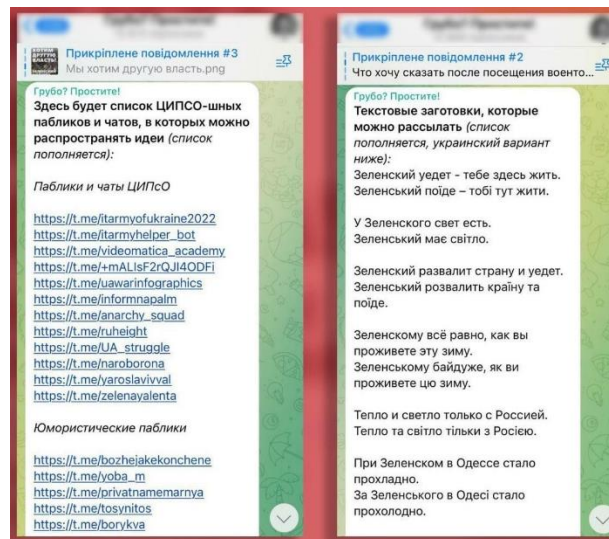 Прикріплене повідомлення #3
Мы хотим другую власть.png
Грубо? Простите!
Здесь будет список ЦИПСО-шных
пабликов и чатов, в которых можно
распространять идеи (список
пополняется):
Паблики и чаты ЦИПсО
https://t.me/itarmyofukraine2022
https://t.me/itarmyhelper_bot
https://t.me/videomatica_academy
https://t.me/+mALIsF2rQJI4ODFi
https://t.me/uawarinfographics
https://t.me/informnapalm
https://t.me/anarchy_squad
https://t.me/ruheight
https://t.me/UA_struggle
https://t.me/naroborona
https://t.me/yaroslavivval
https://t.me/zelenayalenta
Юмористические паблики
https://t.me/bozhejakekonchene
https://t.me/yoba_m
https://t.me/privatnamemarnya
https://t.me/tosynitos
https://t.me/borykva
Прикріплене повідомлення #2
Что хочу сказать после посещения военто...
Грубо? Простите!
Текстовые заготовки, которые
можно рассылать (список
пополняется, украинский вариант
ниже):
Зеленский уедет - тебе здесь жить.
Зеленський поїде – тобі тут жити.
У Зеленского свет есть.
Зеленський має світло.
Зеленский развалит страну и уедет.
Зеленський розвалить країну та
поїде.
Зеленскому всё равно, как вы
проживете эту зиму.
Зеленському байдуже, як ви
проживете цю зиму.
Тепло и светло только с Россией.
Тепло та світло тільки з Росією.
При Зеленском в Одессе стало
прохладно.
За Зеленського в Одесі стало
прохолодно.